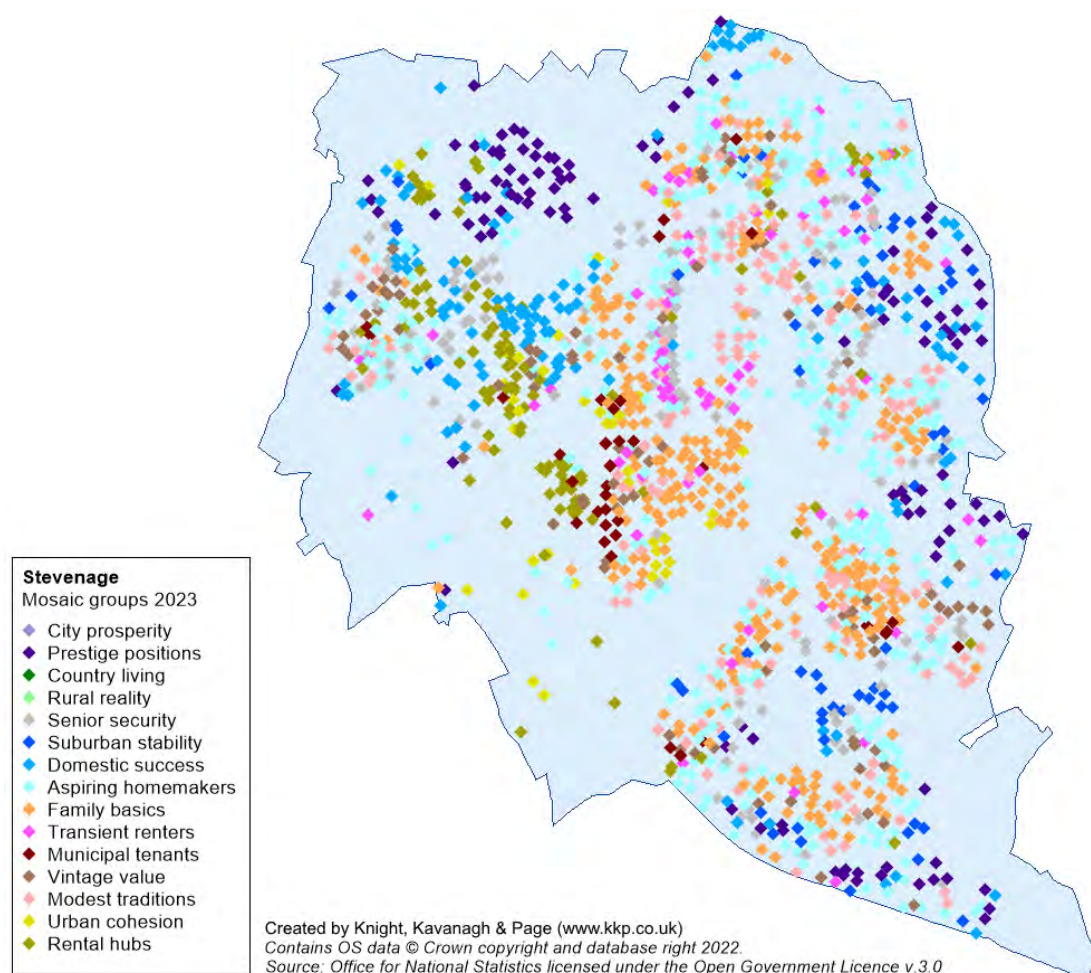 Stevenage
Mosaic groups 2023
City prosperity
Prestige positions
Country living
Rural reality
Senior security
Suburban stability
Domestic success
Aspiring homemakers
Family basics
Transient renters
Municipal tenants
Vintage value
Modest traditions
Urban cohesion
Rental hubs
Created by Knight, Kavanagh & Page (www.kkp.co.uk)
Contains OS data © Crown copyright and database right 2022.
Source: Office for National Statistics licensed under the Open Government Licence v.3.0